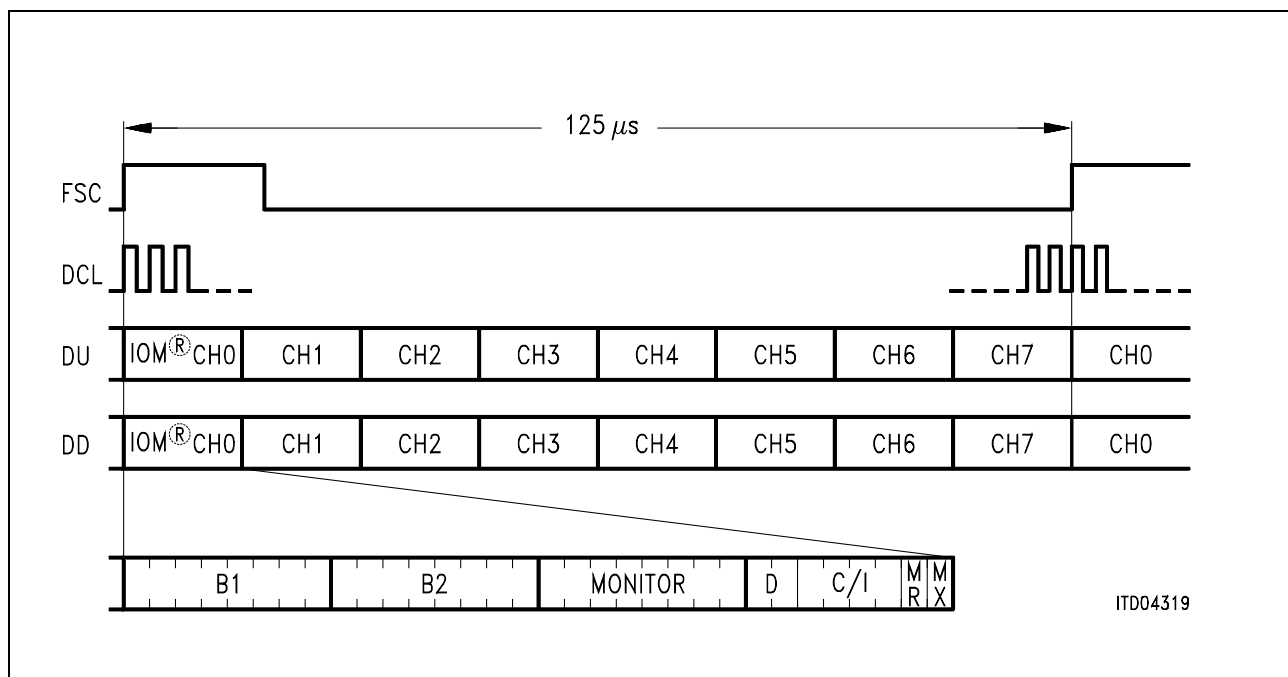 125 μs
FSC
DCL
DU IOM® CH0 CH1 CH2 CH3 CH4 CH5 CH6 CH7 CH0
DD IOM® CH0 CH1 CH2 CH3 CH4 CH5 CH6 CH7 CH0
B1 B2 MONITOR D C/I MR MX
ITD04319